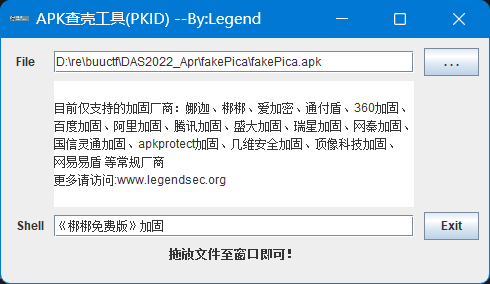 APK查壳工具(PKID) --By:Legend
File D:\re\buuctf\DAS2022_Apr\fakePica\fakePica.apk ...
目前仅支持的加固厂商：娜迦、梆梆、爱加密、通付盾、360加固、
百度加固、阿里加固、腾讯加固、盛大加固、瑞星加固、网秦加固、
国信灵通加固、apkprotect加固、几维安全加固、顶像科技加固、
网易易盾 等常规厂商
更多请访问:www.legendsec.org
Shell 《梆梆免费版》加固 Exit
拖放文件至窗口即可！